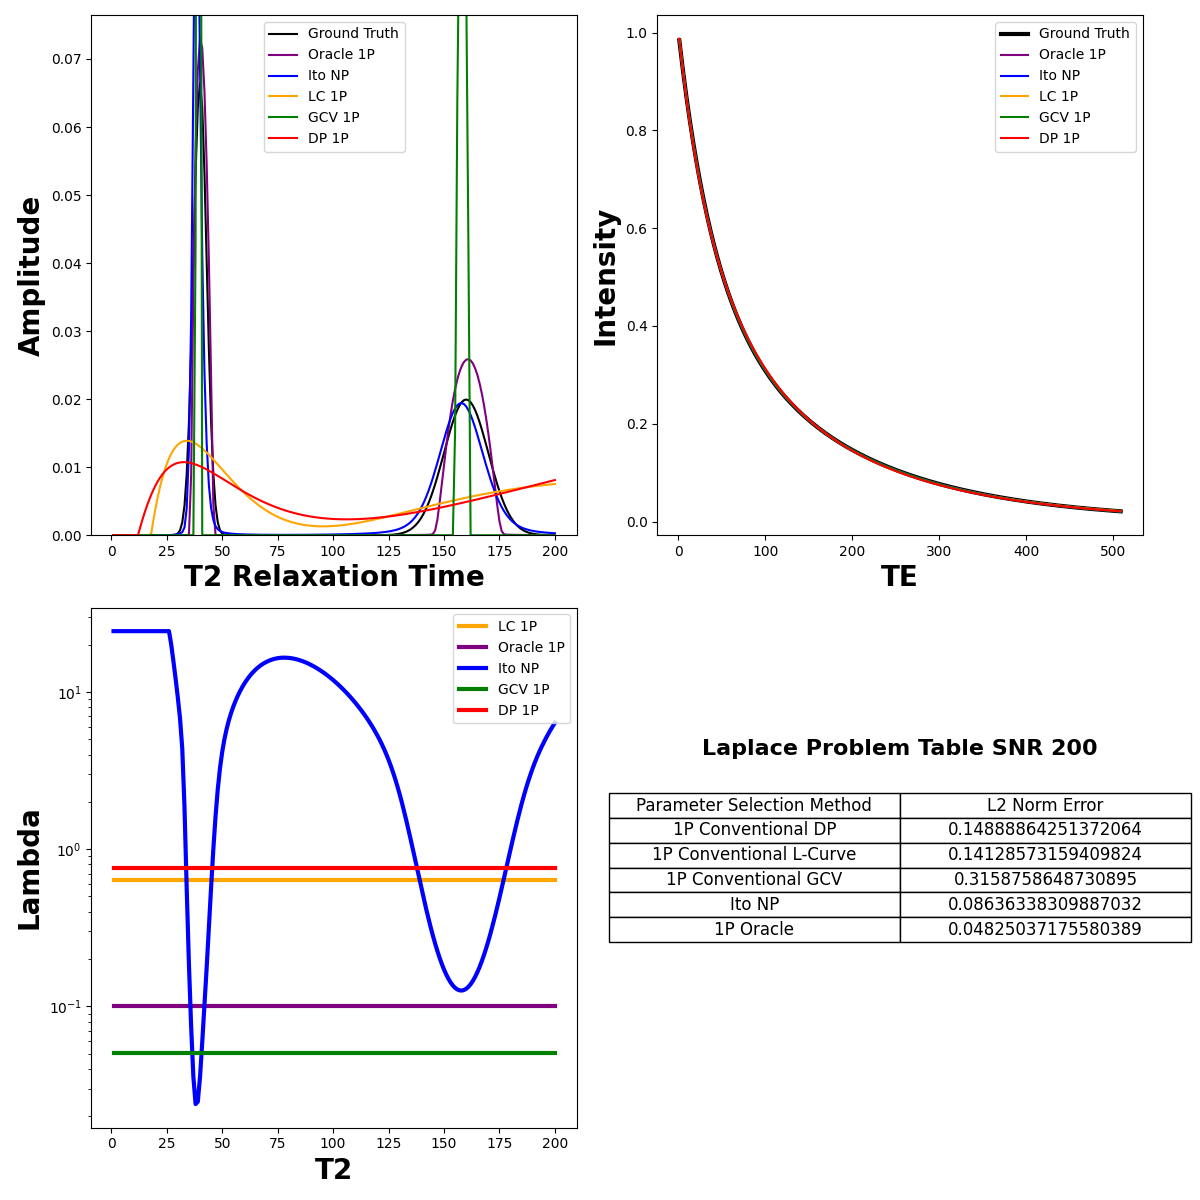 Ground Truth
Oracle 1P
Ito NP
LC 1P
GCV 1P
DP 1P
0.07
0.06
0.05
0.04
0.03
0.02
0.01
0.00
Amplitude
0 25 50 75 100 125 150 175 200
T2 Relaxation Time
Ground Truth
Oracle 1P
Ito NP
LC 1P
GCV 1P
DP 1P
1.0
0.8
0.6
0.4
0.2
0.0
Intensity
0 100 200 300 400 500
TE
LC 1P
Oracle 1P
Ito NP
GCV 1P
DP 1P
10¹
10⁰
10⁻¹
Lambda
0 25 50 75 100 125 150 175 200
T2
Laplace Problem Table SNR 200
Parameter Selection Method L2 Norm Error
1P Conventional DP 0.14888864251372064
1P Conventional L-Curve 0.14128573159409824
1P Conventional GCV 0.3158758648730895
Ito NP 0.08636338309887032
1P Oracle 0.04825037175580389